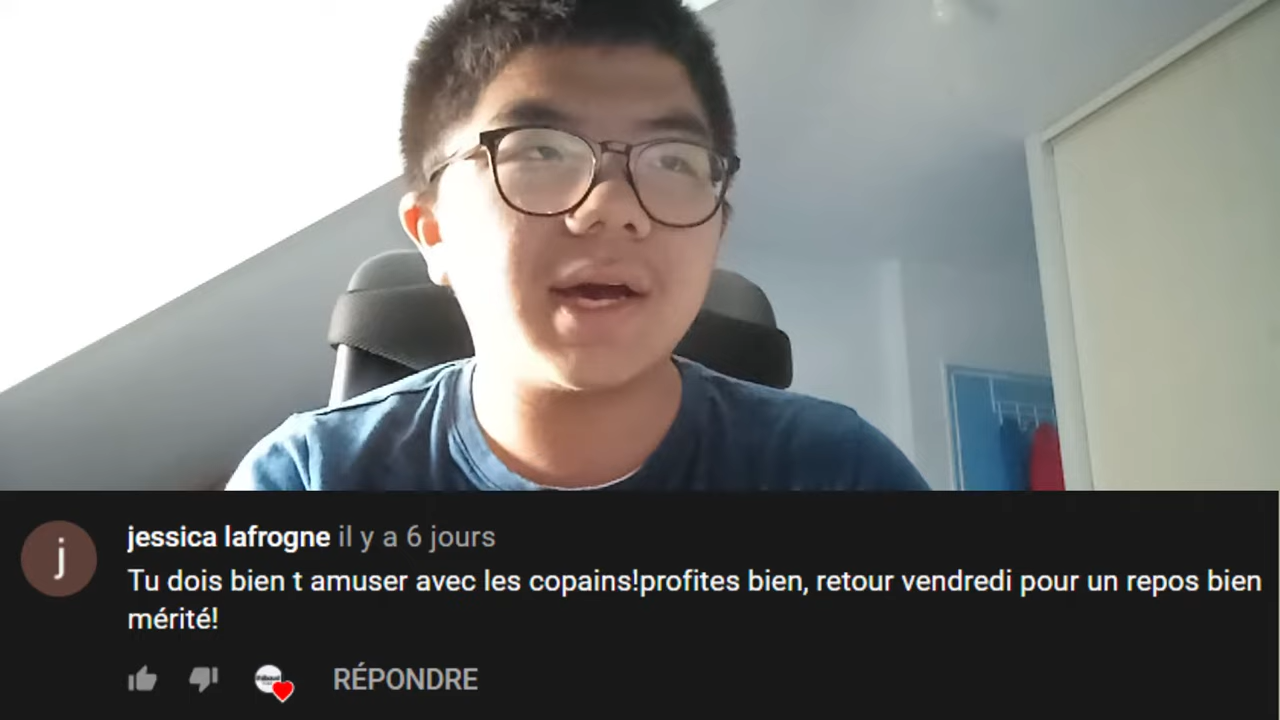 j
jessica lafrogne il y a 6 jours
Tu dois bien t amuser avec les copains!profites bien, retour vendredi pour un repos bien
mérité!
RÉPONDRE